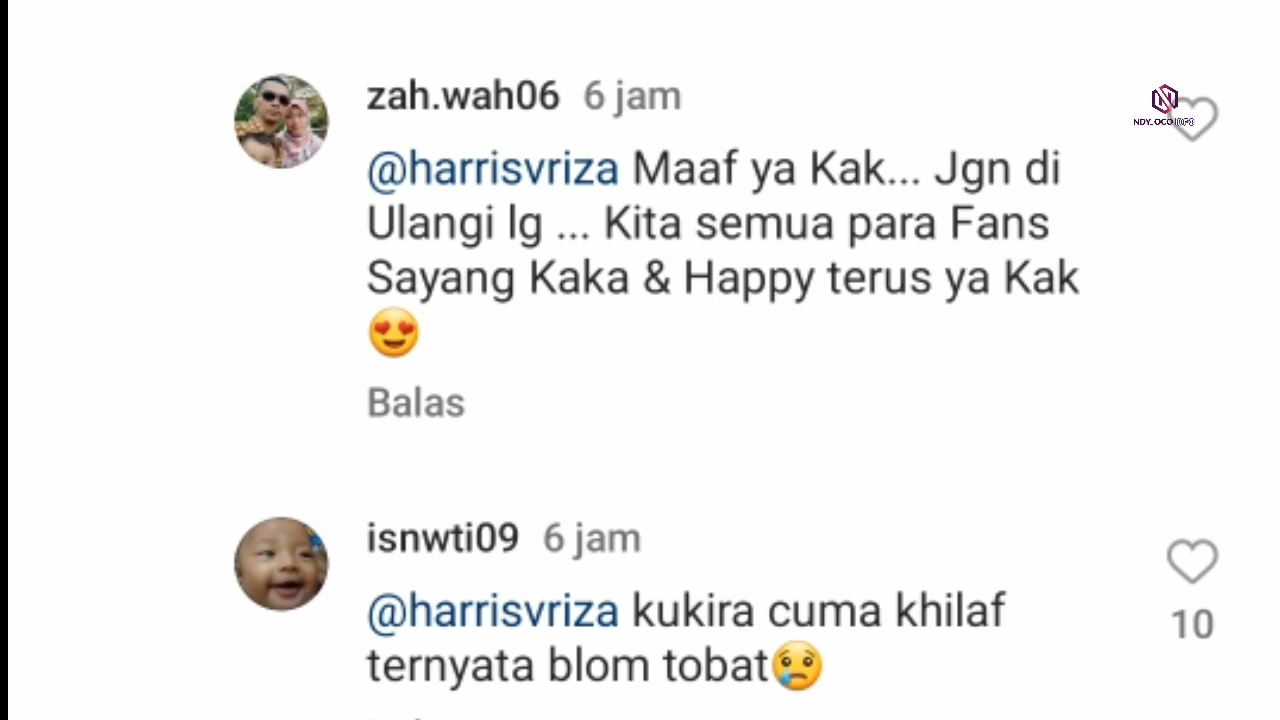 zah.wah06 6 jam
@harrisvriza Maaf ya Kak... Jgn di
Ulangi lg ... Kita semua para Fans
Sayang Kaka & Happy terus ya Kak
😍
Balas
isnwti09 6 jam
@harrisvriza kukira cuma khilaf
ternyata blom tobat😢
10